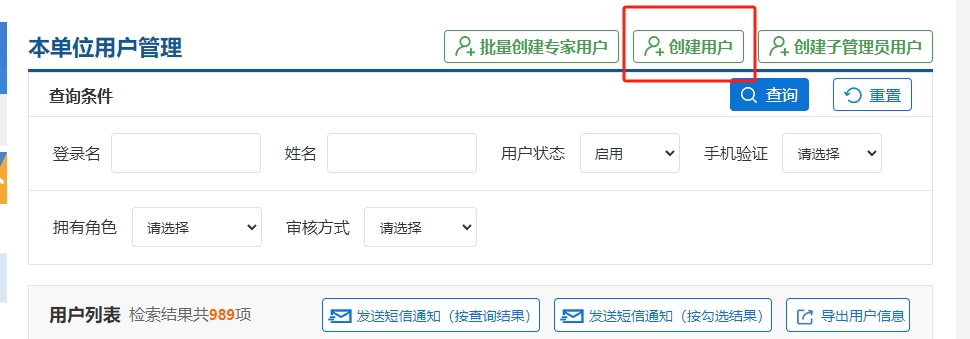 本单位用户管理 批量创建专家用户 创建用户 创建子管理员用户
查询条件 查询 重置
登录名 姓名 用户状态 启用 手机验证 请选择
拥有角色 请选择 审核方式 请选择
用户列表 检索结果共989项 发送短信通知（按查询结果） 发送短信通知（按勾选结果） 导出用户信息